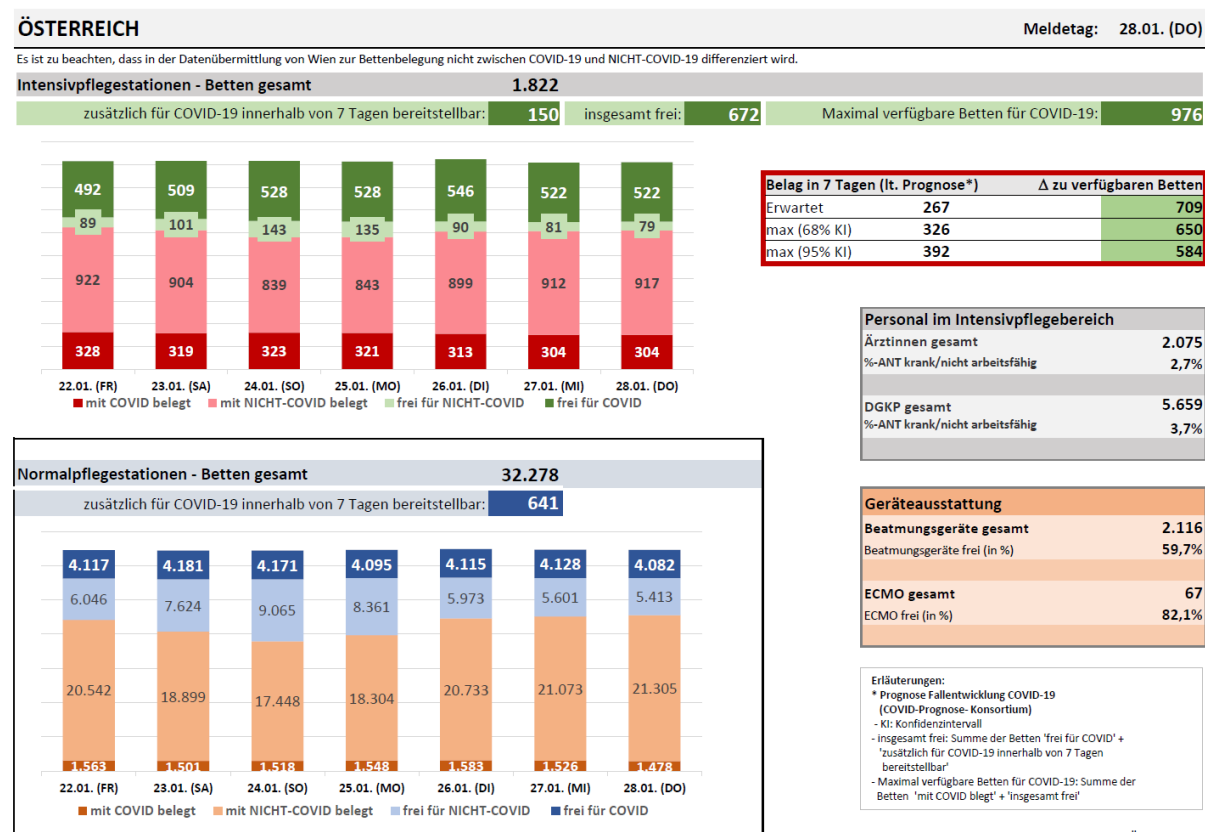 ÖSTERREICH Meldetag: 28.01. (DO)
Es ist zu beachten, dass in der Datenübermittlung von Wien zur Bettenbelegung nicht zwischen COVID-19 und NICHT-COVID-19 differenziert wird.
Intensivpflegestationen - Betten gesamt 1.822
zusätzlich für COVID-19 innerhalb von 7 Tagen bereitstellbar: 150 insgesamt frei: 672 Maximal verfügbare Betten für COVID-19: 976
492 509 528 528 546 522 522
89 101 143 135 90 81 79
922 904 839 843 899 912 917
328 319 323 321 313 304 304
22.01. (FR) 23.01. (SA) 24.01. (SO) 25.01. (MO) 26.01. (DI) 27.01. (MI) 28.01. (DO)
mit COVID belegt mit NICHT-COVID belegt frei für NICHT-COVID frei für COVID
Belag in 7 Tagen (lt. Prognose*) Δ zu verfügbaren Betten
Erwartet 267 709
max (68% KI) 326 650
max (95% KI) 392 584
Personal im Intensivpflegebereich
Ärztinnen gesamt 2.075
%-ANT krank/nicht arbeitsfähig 2,7%
DGKP gesamt 5.659
%-ANT krank/nicht arbeitsfähig 3,7%
Normalpflegestationen - Betten gesamt 32.278
zusätzlich für COVID-19 innerhalb von 7 Tagen bereitstellbar: 641
4.117 4.181 4.171 4.095 4.115 4.128 4.082
6.046 7.624 9.065 8.361 5.973 5.601 5.413
20.542 18.899 17.448 18.304 20.733 21.073 21.305
1.563 1.501 1.518 1.548 1.583 1.526 1.478
22.01. (FR) 23.01. (SA) 24.01. (SO) 25.01. (MO) 26.01. (DI) 27.01. (MI) 28.01. (DO)
mit COVID belegt mit NICHT-COVID belegt frei für NICHT-COVID frei für COVID
Geräteausstattung
Beatmungsgeräte gesamt 2.116
Beatmungsgeräte frei (in %) 59,7%
ECMO gesamt 67
ECMO frei (in %) 82,1%
Erläuterungen:
* Prognose Fallentwicklung COVID-19
(COVID-Prognose- Konsortium)
- KI: Konfidenzintervall
- insgesamt frei: Summe der Betten 'frei für COVID' +
'zusätzlich für COVID-19 innerhalb von 7 Tagen
bereitstellbar'
- Maximal verfügbare Betten für COVID-19: Summe der
Betten 'mit COVID blegt' + 'insgesamt frei'